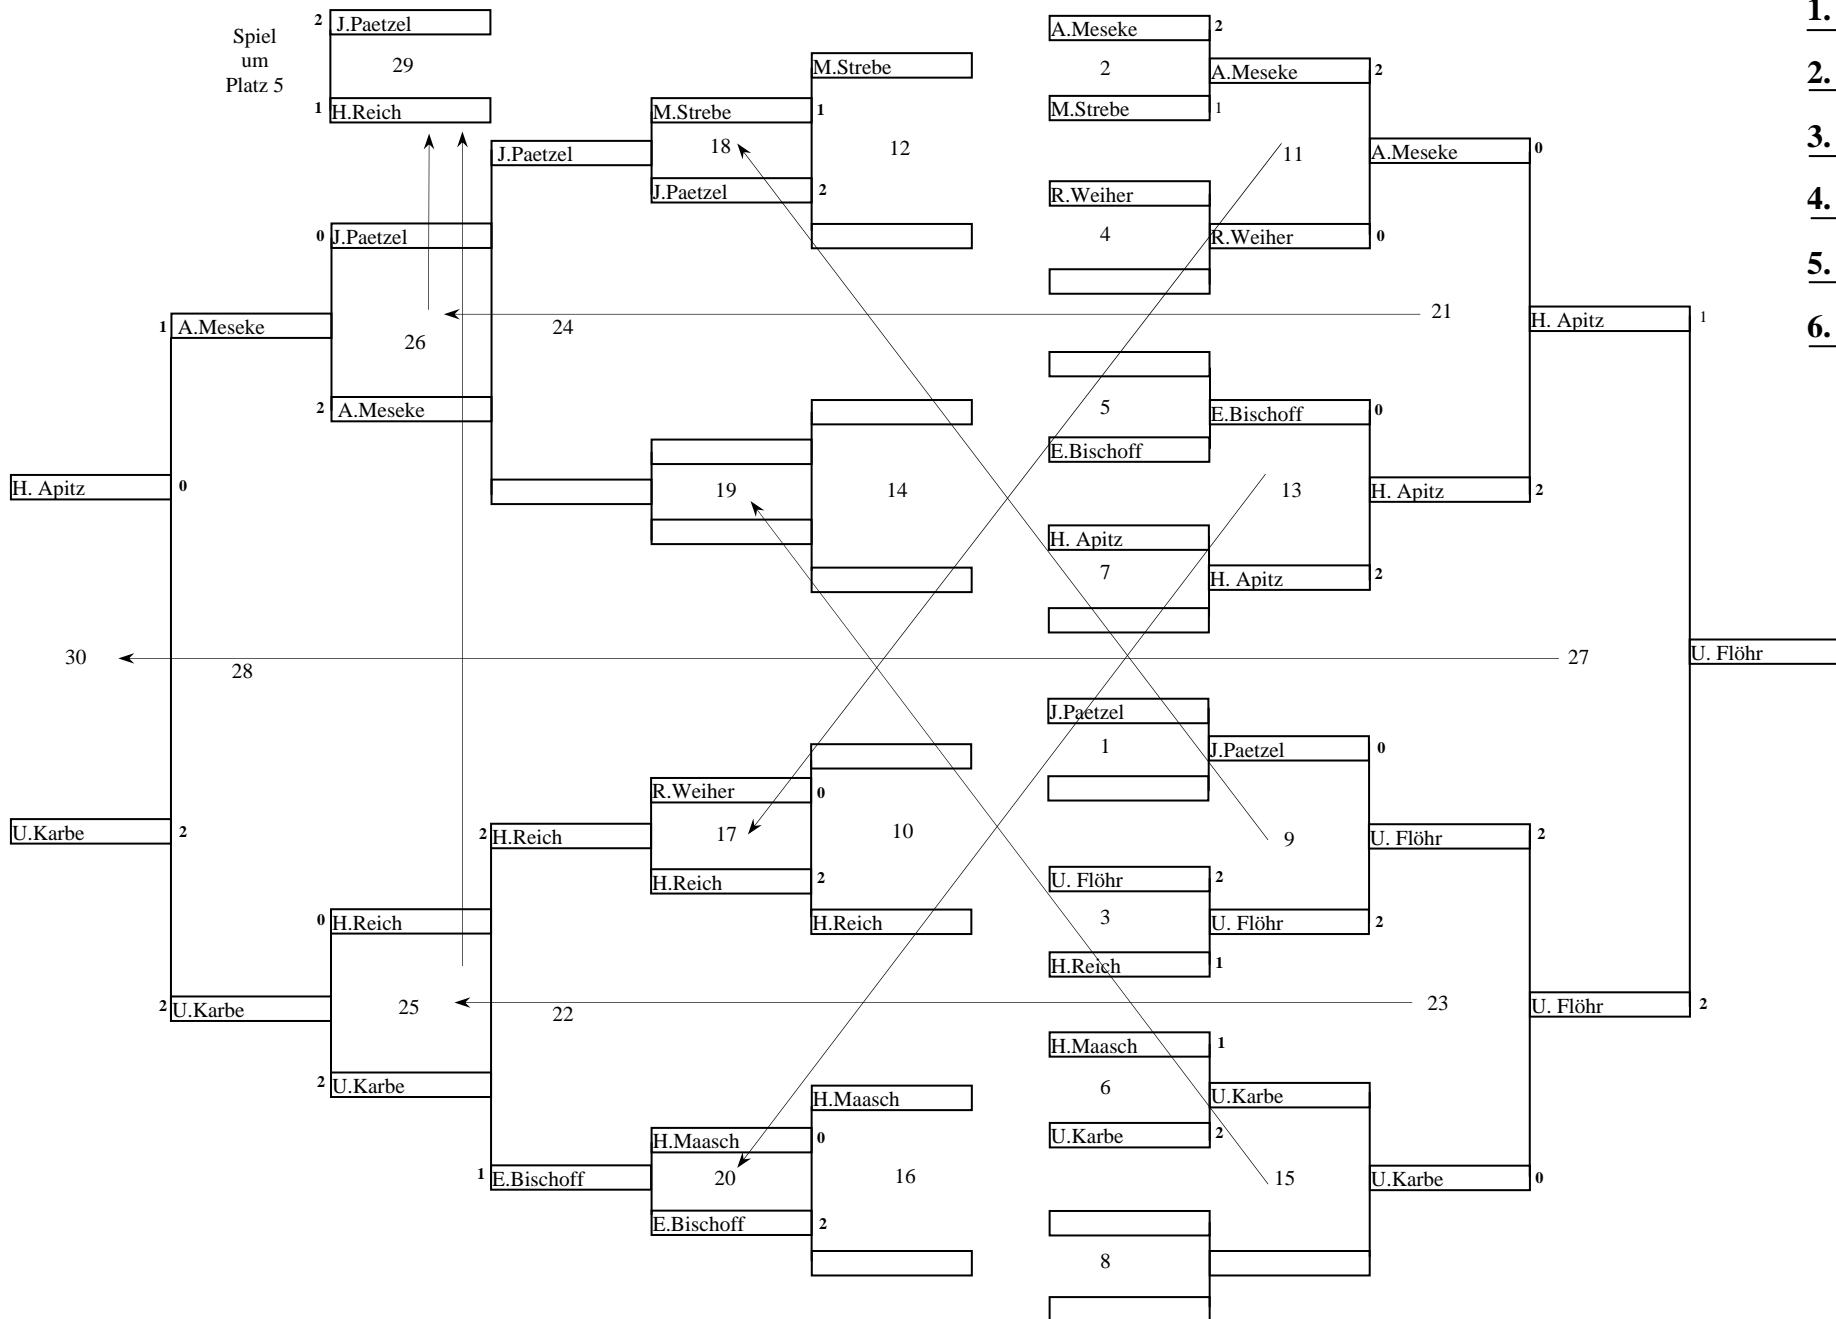 2 J.Paetzel
Spiel
um
Platz 5
29
1 H.Reich
A.Meseke 2
2
M.Strebe 1
A.Meseke 2
11
R.Weiher
4
R.Weiher 0
A.Meseke 0
M.Strebe
M.Strebe 1
18
12
J.Paetzel 2
J.Paetzel
0 J.Paetzel
26
24
21
1 A.Meseke
2 A.Meseke
H. Apitz 1
5
E.Bischoff
E.Bischoff 0
13
H. Apitz 2
H. Apitz
7
H. Apitz 2
19
14
H. Apitz 0
30
28
27
U. Flöhr
J.Paetzel
1
J.Paetzel 0
9
U. Flöhr 2
U. Flöhr 2
3
U. Flöhr 2
H.Reich 1
R.Weiher 0
17
10
H.Reich 2
H.Reich
2 H.Reich
U.Karbe 2
0 H.Reich
25
22
23
2 U.Karbe
2 U.Karbe
U. Flöhr 2
H.Maasch 1
6
U.Karbe 2
U.Karbe
15
U.Karbe 0
8
H.Maasch
H.Maasch 0
20
16
E.Bischoff 2
1 E.Bischoff
1.
2.
3.
4.
5.
6.